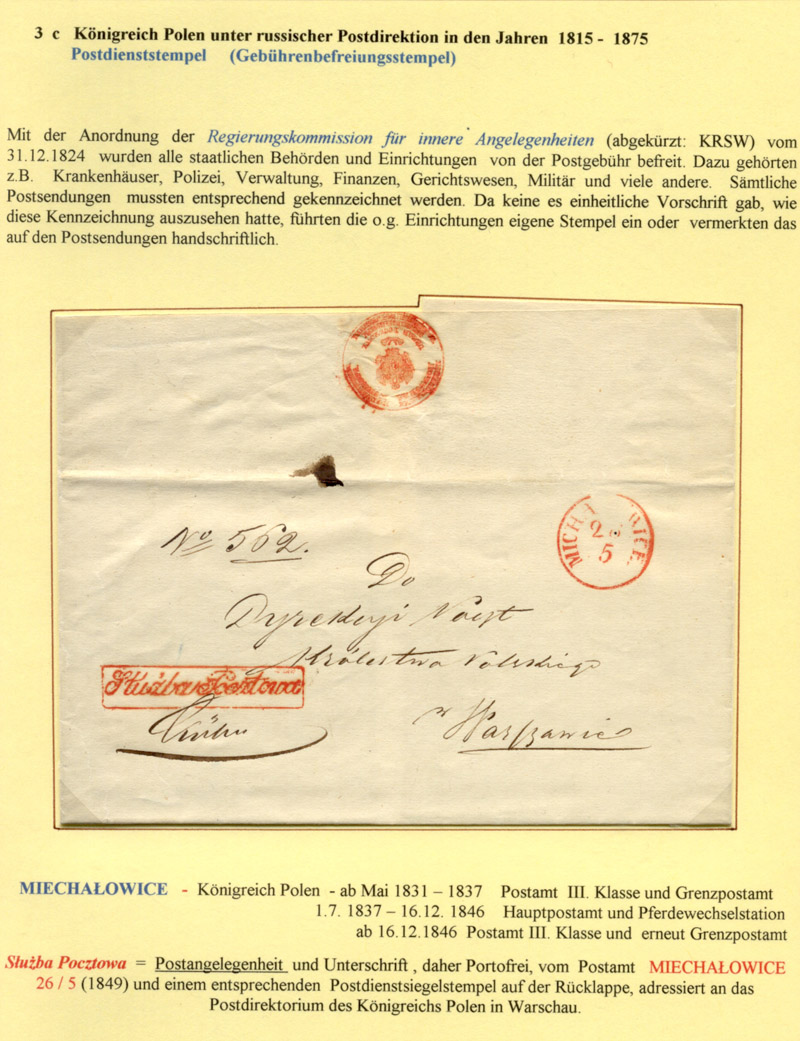 3 c Königreich Polen unter russischer Postdirektion in den Jahren 1815 - 1875
Postdienststempel (Gebührenbefreiungsstempel)
Mit der Anordnung der Regierungskommission für innere Angelegenheiten (abgekürzt: KRSW) vom
31.12.1824 wurden alle staatlichen Behörden und Einrichtungen von der Postgebühr befreit. Dazu gehörten
z.B. Krankenhäuser, Polizei, Verwaltung, Finanzen, Gerichtswesen, Militär und viele andere. Sämtliche
Postsendungen mussten entsprechend gekennzeichnet werden. Da keine es einheitliche Vorschrift gab, wie
diese Kennzeichnung auszusehen hatte, führten die o.g. Einrichtungen eigene Stempel ein oder vermerkten das
auf den Postsendungen handschriftlich.
No 562.
MICHA WICE
2
5
Do
Dyrekcyi Poczt
Królestwa Polskiego
Służba Pocztowa
w Warszawie
MIECHAŁOWICE - Königreich Polen - ab Mai 1831 – 1837 Postamt III. Klasse und Grenzpostamt
1.7. 1837 – 16.12. 1846 Hauptpostamt und Pferdewechselstation
ab 16.12.1846 Postamt III. Klasse und erneut Grenzpostamt
Służba Pocztowa = Postangelegenheit und Unterschrift , daher Portofrei, vom Postamt MIECHAŁOWICE
26 / 5 (1849) und einem entsprechenden Postdienstsiegelstempel auf der Rücklappe, adressiert an das
Postdirektorium des Königreichs Polen in Warschau.